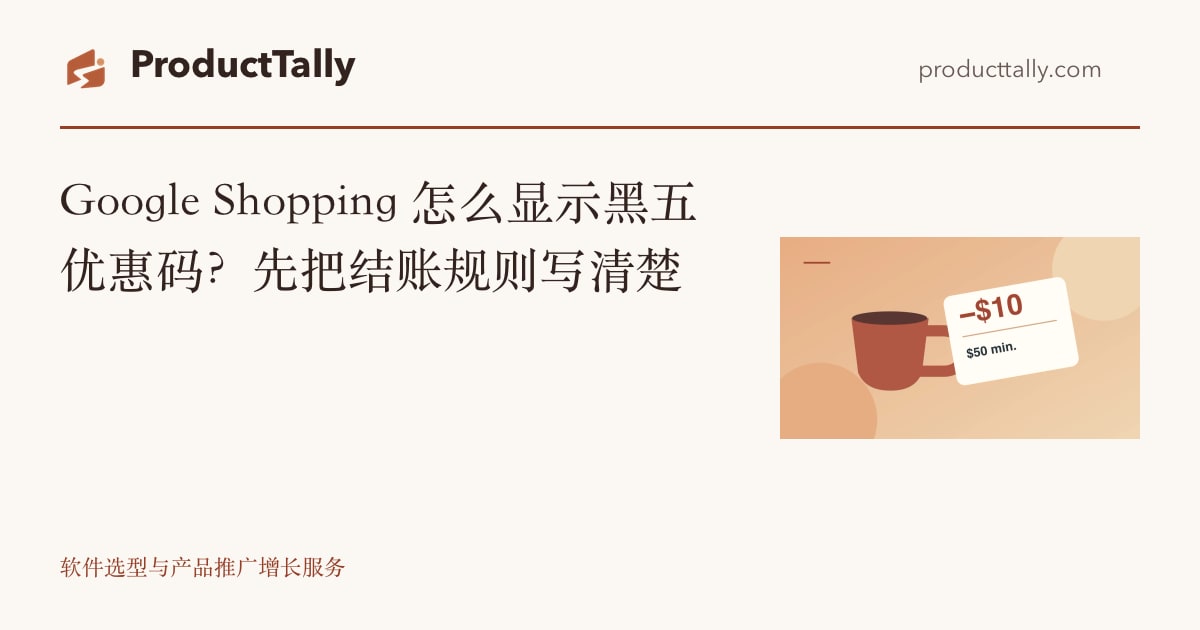 ProductTally
producttally.com
Google Shopping 怎么显示黑五
优惠码？先把结账规则写清楚
–$10
$50 min.
软件选型与产品推广增长服务